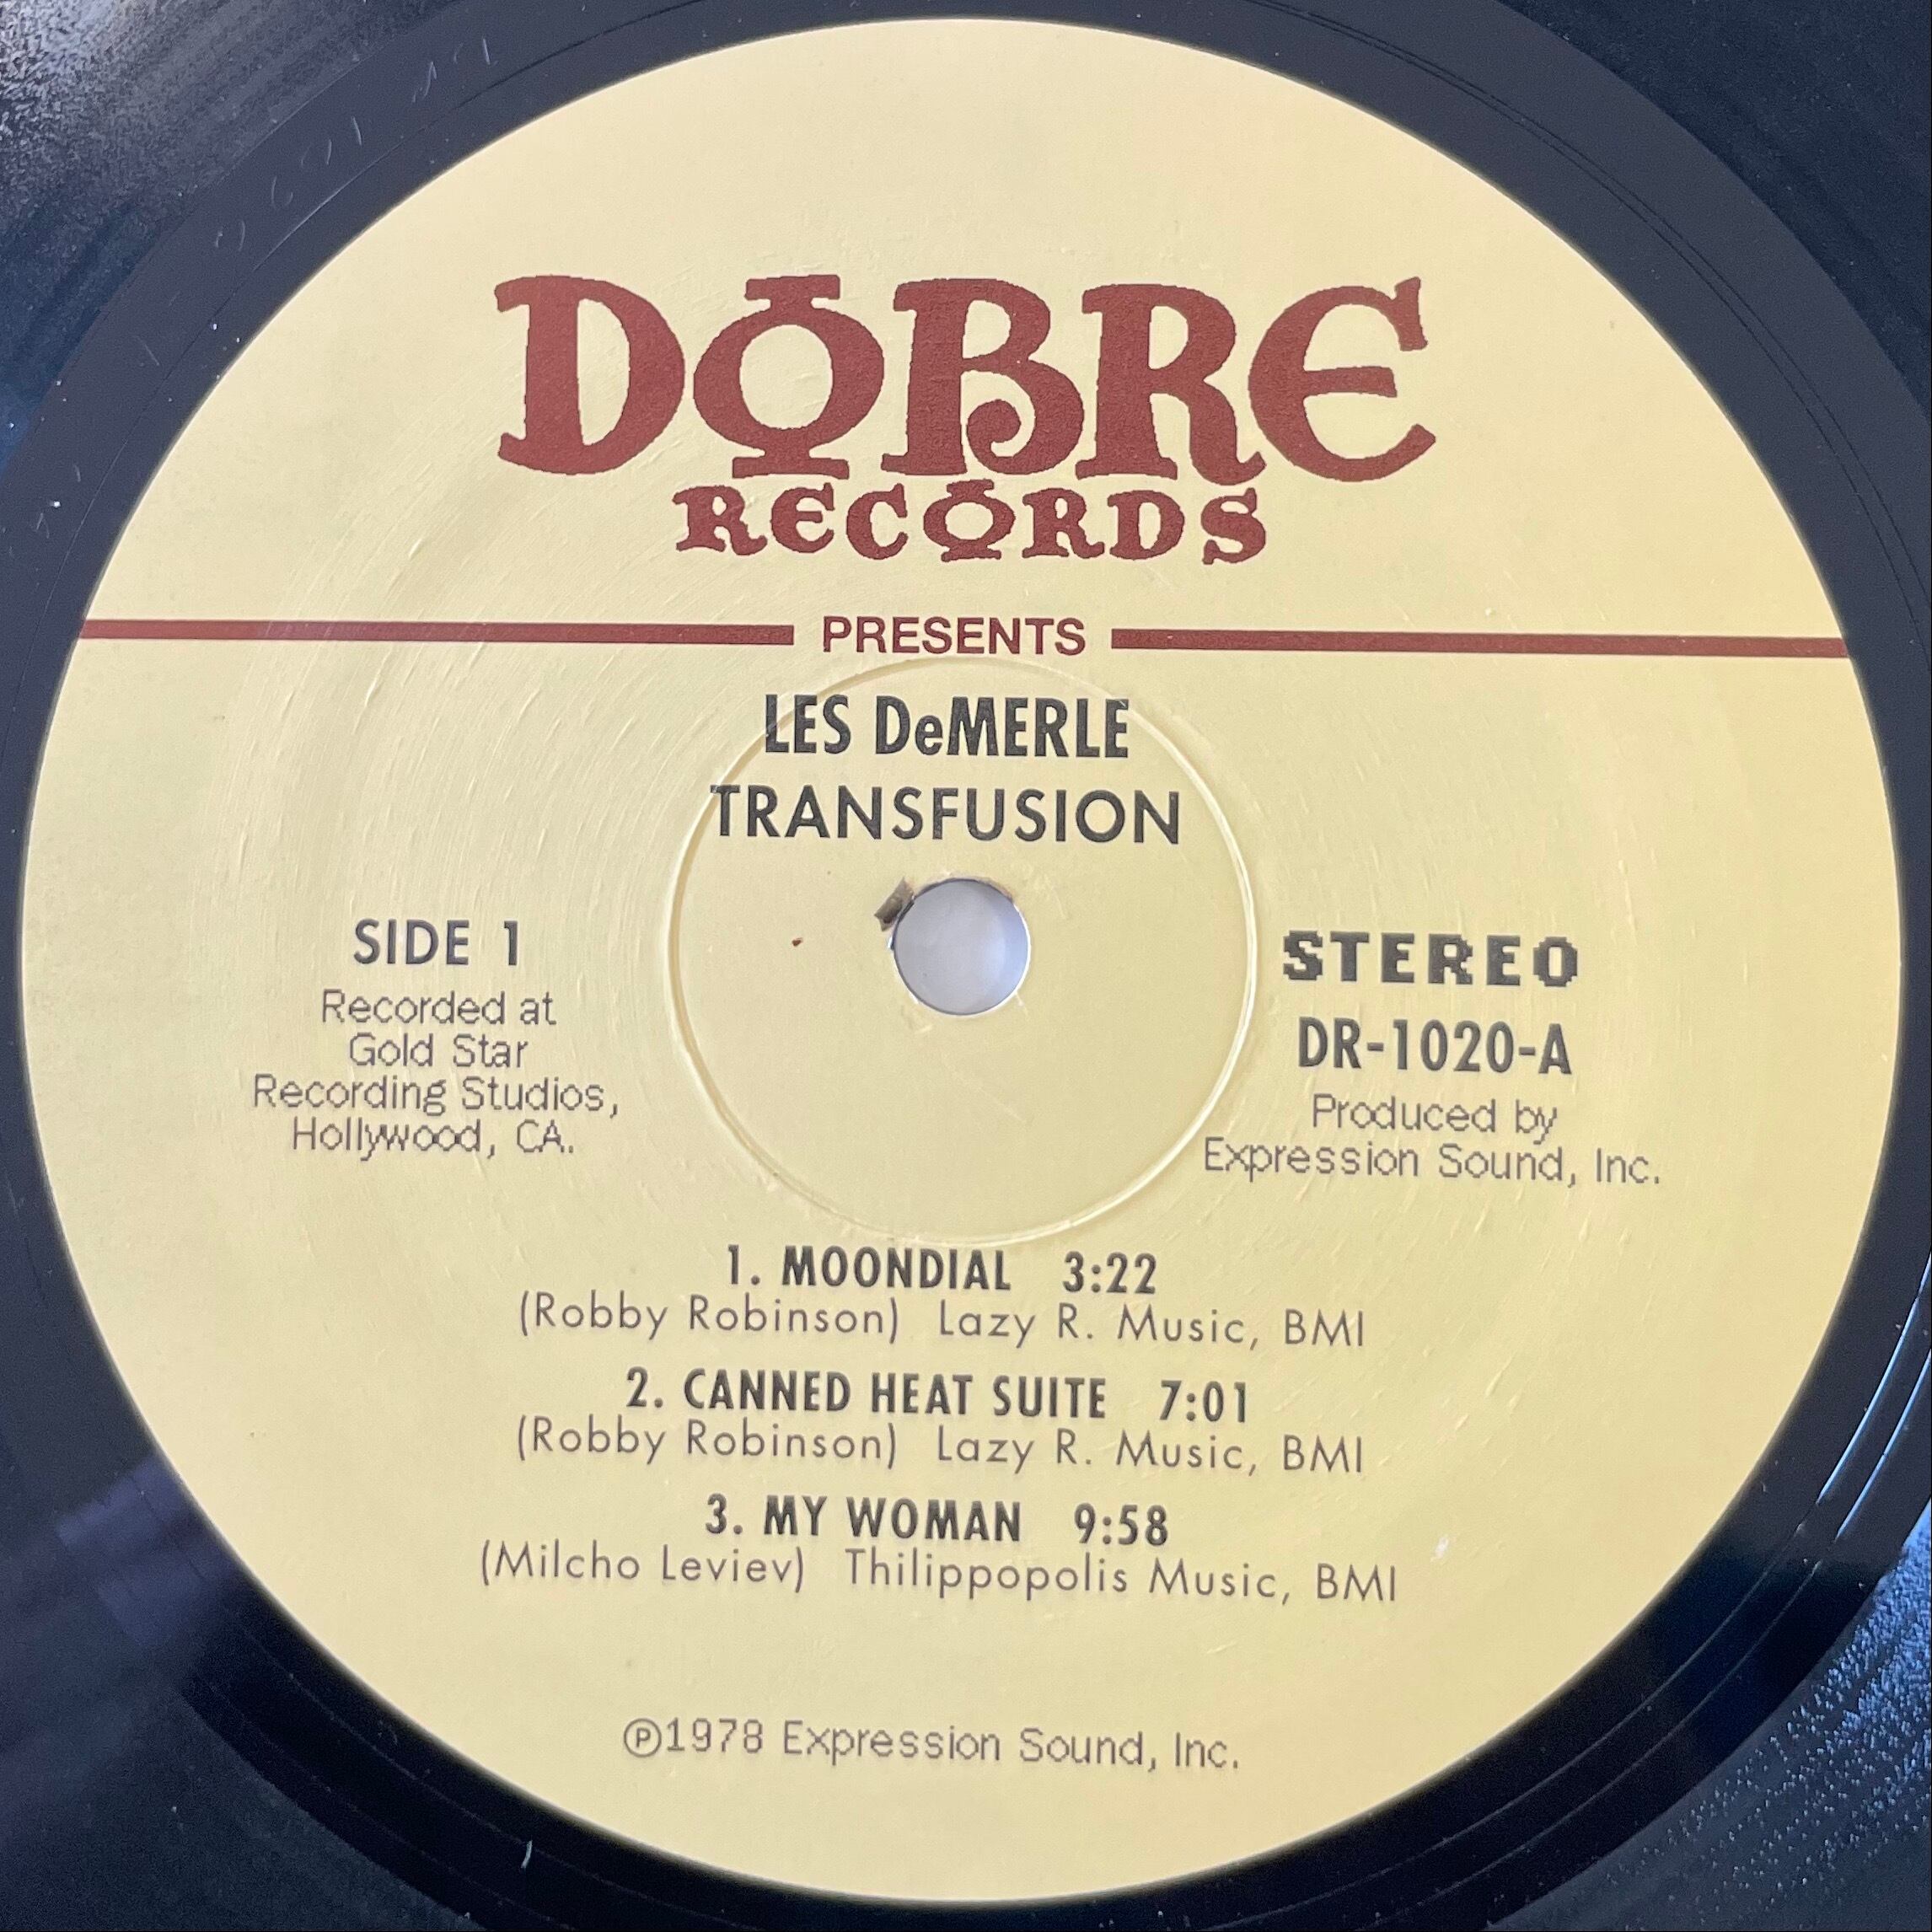 DOBRE
RECORDS
PRESENTS
LES DeMERLE
TRANSFUSION
SIDE 1
Recorded at
Gold Star
Recording Studios,
Hollywood, CA.
STEREO
DR-1020-A
Produced by
Expression Sound, Inc.
1. MOONDIAL 3:22
(Robby Robinson) Lazy R. Music, BMI
2. CANNED HEAT SUITE 7:01
(Robby Robinson) Lazy R. Music, BMI
3. MY WOMAN 9:58
(Milcho Leviev) Thilippopolis Music, BMI
℗1978 Expression Sound, Inc.